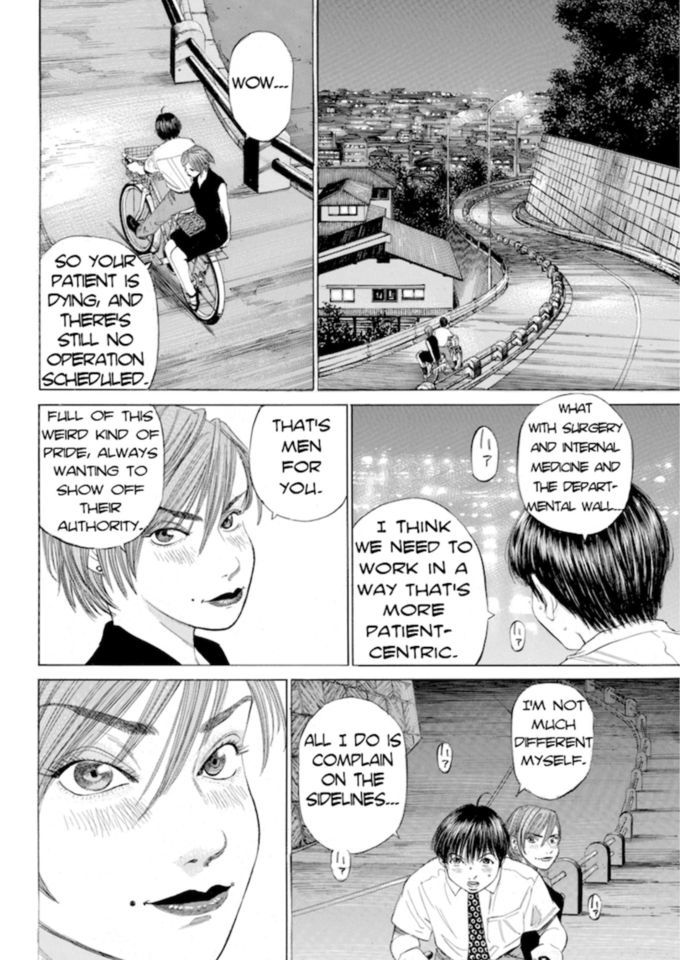 WOW...
SO YOUR
PATIENT IS
DYING, AND
THERE'S
STILL NO
OPERATION
SCHEDULED.
WHAT
WITH SURGERY
AND INTERNAL
MEDICINE AND
THE DEPART-
MENTAL WALL...
I THINK
WE NEED TO
WORK IN A
WAY THAT'S
MORE
PATIENT-
CENTRIC.
THAT'S
MEN
FOR
YOU.
FULL OF THIS
WEIRD KIND OF
PRIDE, ALWAYS
WANTING TO
SHOW OFF
THEIR
AUTHORITY.
I'M NOT
MUCH
DIFFERENT
MYSELF.
ALL I DO IS
COMPLAIN
ON THE
SIDELINES...